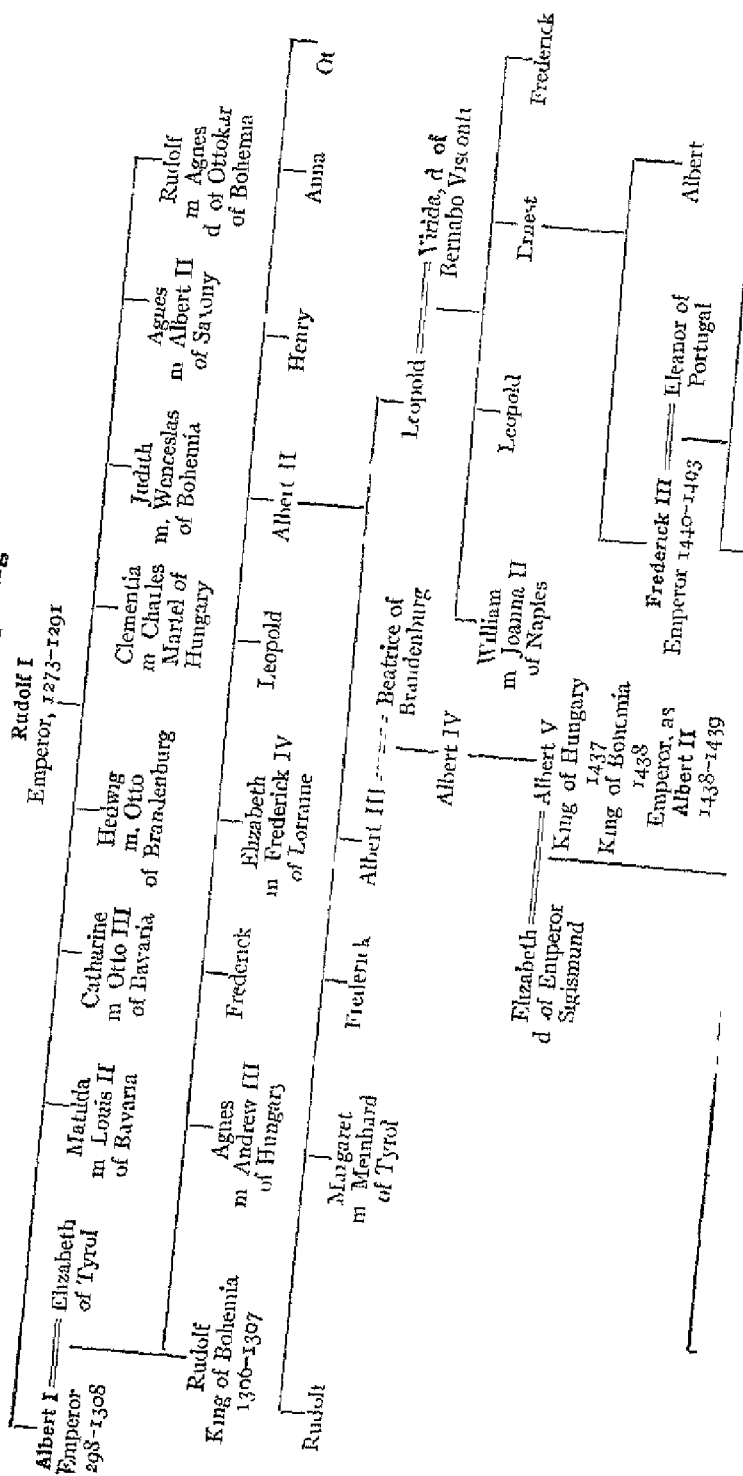 Rudolf I
Emperor, 1273-1291
Albert I
Emperor
298-1308
Elizabeth
of Tyrol
Matilda
m Louis II
of Bavaria
Catharine
m Otto III
of Bavaria
Hedwig
m. Otto
of Brandenburg
Clementia
m Charles
Martel of
Hungary
Judith
m. Wenceslas
of Bohemia
Agnes
m Albert II
of Saxony
Rudolf
m Agnes
d of Ottokar
of Bohemia
Rudolf
King of Bohemia
1306-1307
Agnes
m Andrew III
of Hungary
Frederick
Elizabeth
m Frederick IV
of Lorraine
Leopold
Albert II
Henry
Anna
Ot
Rudolf
Margaret
m Meinhard
of Tyrol
Frederick
Albert III
Beatrice of
Brandenburg
Leopold
Virida, d of
Bernabo Visconti
Albert IV
William
m Joanna II
of Naples
Leopold
Ernest
Frederick
Elizabeth
d of Emperor
Sigismund
Albert V
King of Hungary
1437
King of Bohemia
1438
Emperor, as
Albert II
1438-1439
Frederick III
Emperor 1440-1493
Eleanor of
Portugal
Albert